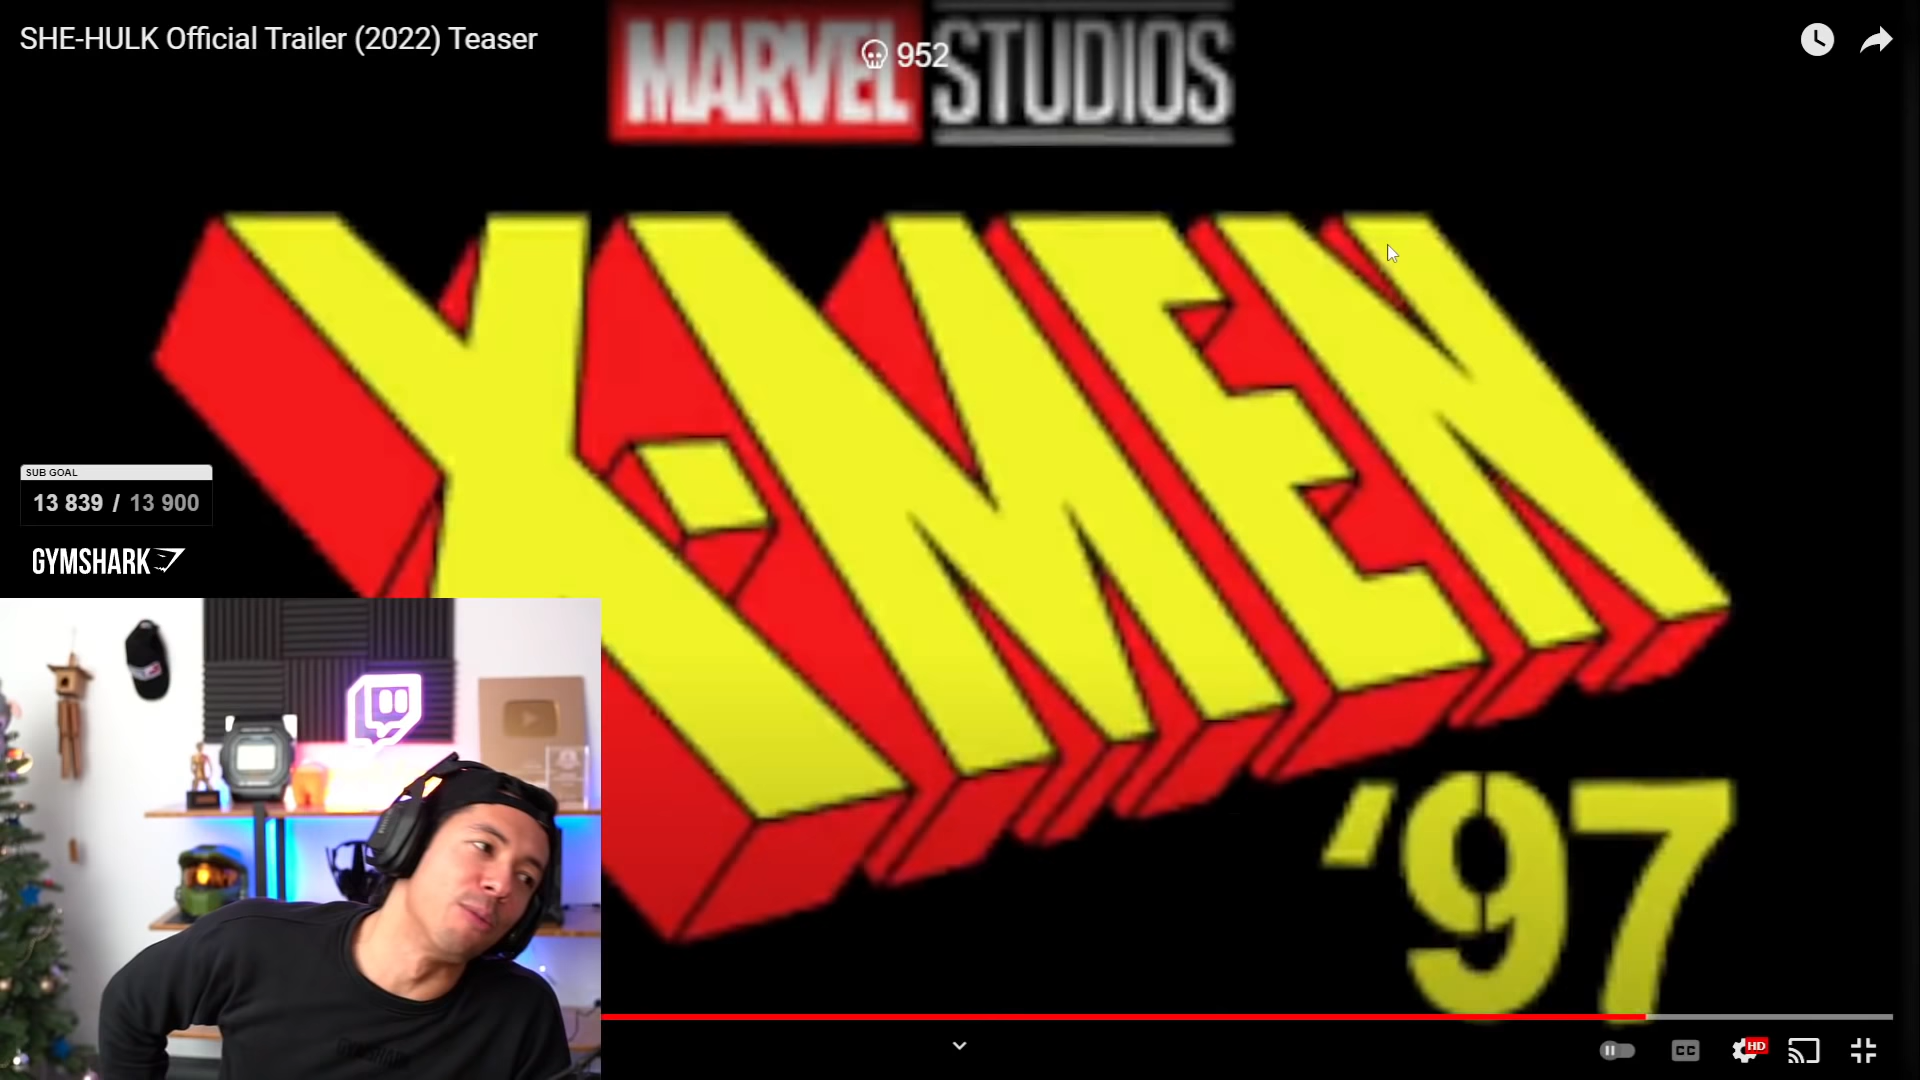 SHE-HULK Official Trailer (2022) Teaser
MARVEL STUDIOS
952
X-MEN
'97
SUB GOAL
13 839 / 13 900
GYMSHARK
CC
HD